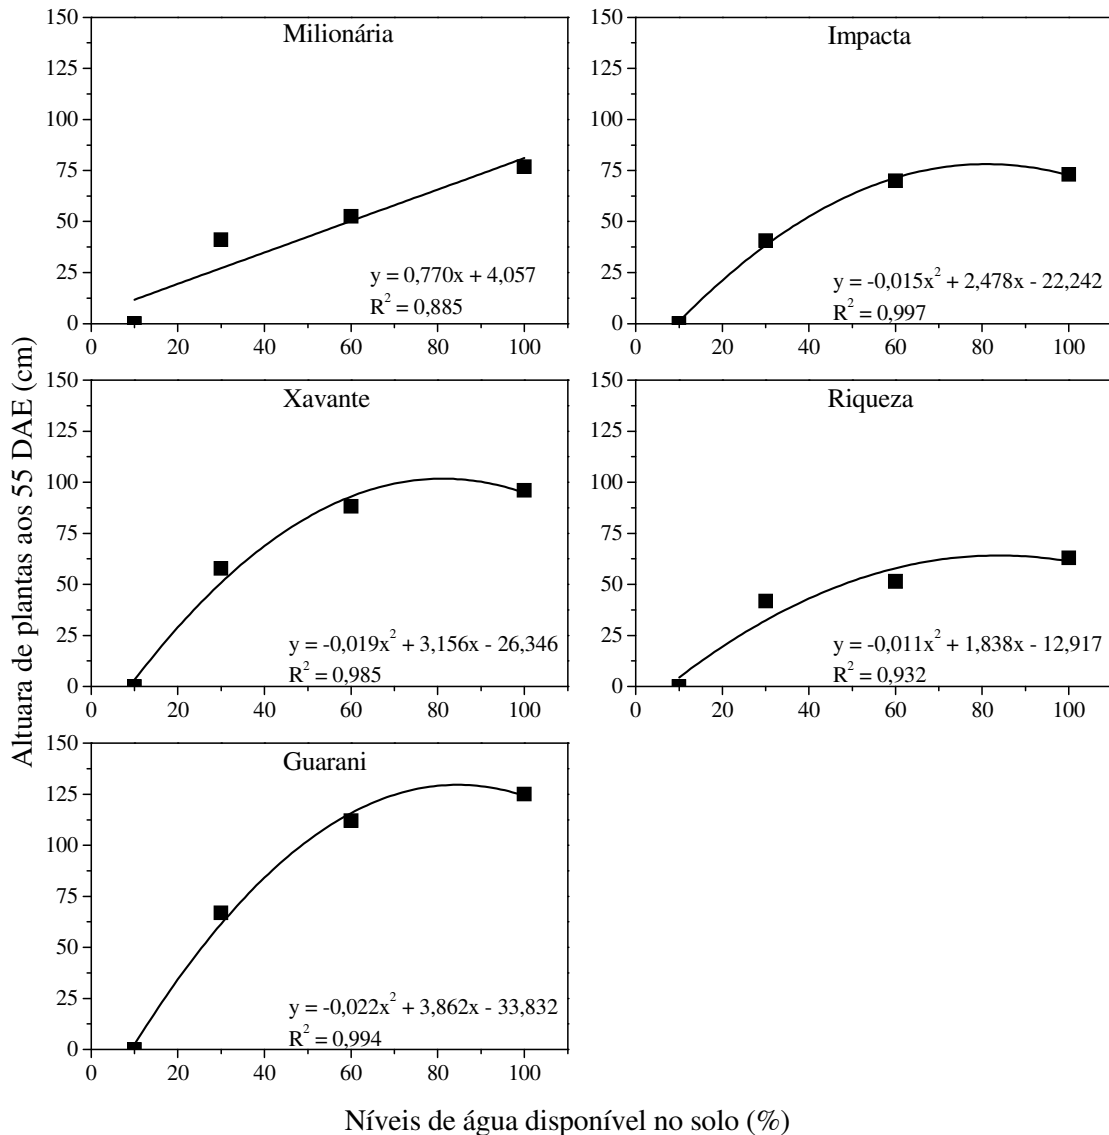 Altuara de plantas aos 55 DAE (cm)
Milionária
150
125
100
75
50
25
0
y = 0,770x + 4,057
R² = 0,885
0 20 40 60 80 100
Impacta
150
125
100
75
50
25
0
y = -0,015x² + 2,478x - 22,242
R² = 0,997
0 20 40 60 80 100
Xavante
150
125
100
75
50
25
0
y = -0,019x² + 3,156x - 26,346
R² = 0,985
0 20 40 60 80 100
Riqueza
150
125
100
75
50
25
0
y = -0,011x² + 1,838x - 12,917
R² = 0,932
0 20 40 60 80 100
Guarani
150
125
100
75
50
25
0
y = -0,022x² + 3,862x - 33,832
R² = 0,994
0 20 40 60 80 100
Níveis de água disponível no solo (%)